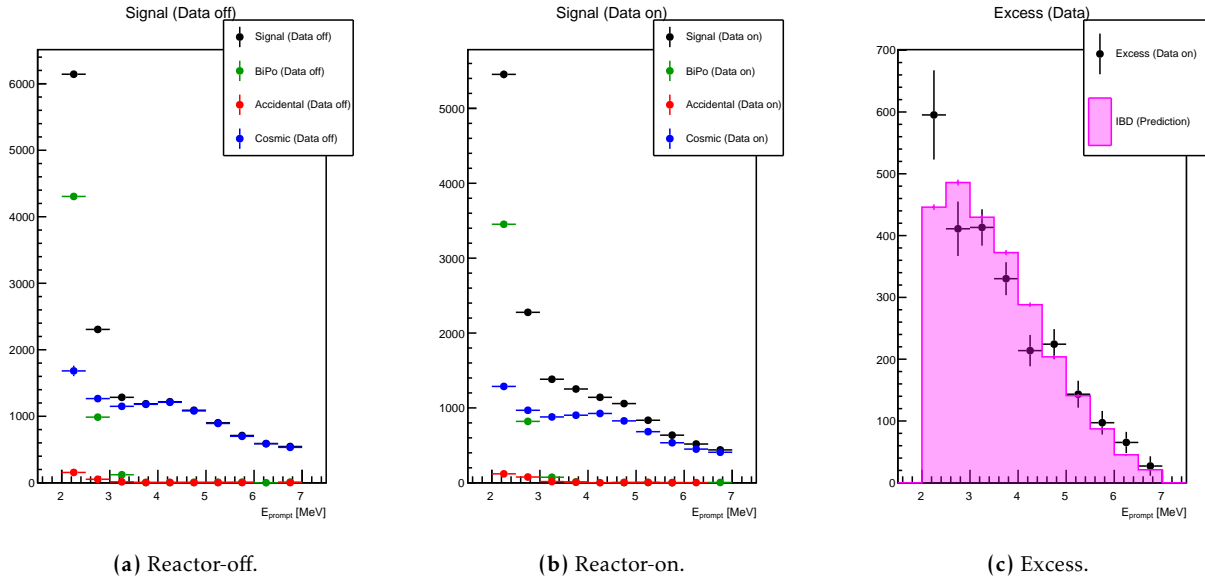 Signal (Data off)
Signal (Data off)
BiPo (Data off)
Accidental (Data off)
Cosmic (Data off)
6000
5000
4000
3000
2000
1000
0
2 3 4 5 6 7
E_prompt [MeV]
(a) Reactor-off.
Signal (Data on)
Signal (Data on)
BiPo (Data on)
Accidental (Data on)
Cosmic (Data on)
5000
4000
3000
2000
1000
0
2 3 4 5 6 7
E_prompt [MeV]
(b) Reactor-on.
Excess (Data)
Excess (Data on)
IBD (Prediction)
700
600
500
400
300
200
100
0
2 3 4 5 6 7
E_prompt [MeV]
(c) Excess.